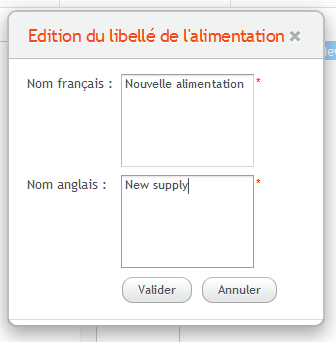 Edition du libellé de l'alimentation
Nom français :
Nouvelle alimentation
*
Nom anglais :
New supply
*
Valider
Annuler